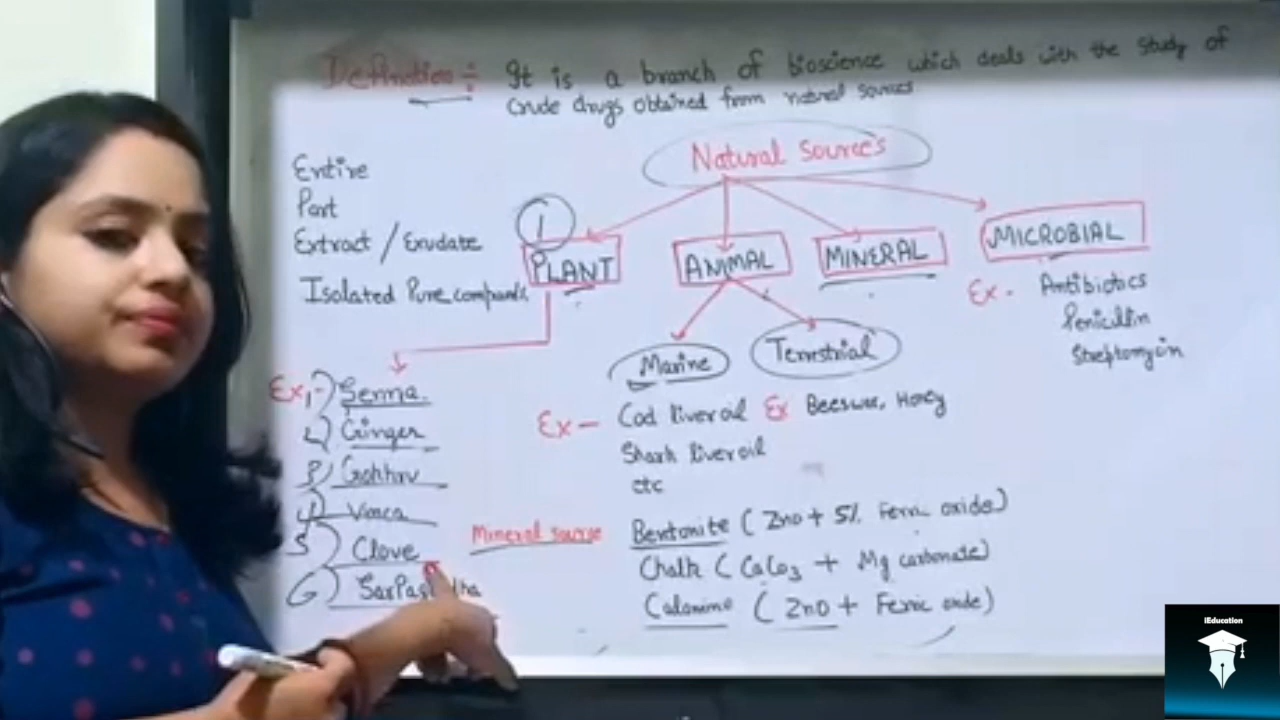 Definition :- It is a branch of bioscience which deals with the study of
crude drugs obtained from natural sources
Natural Sources
Entire
Part
Extract / Exudate
Isolated Pure
1
PLANT
ANIMAL
MINERAL
MICROBIAL
Ex - Antibiotics
Penicillin
Streptomycin
Marine
Terrestrial
Ex 1) Senna
2) Ginger
3) Gokhru
4) Vinca
5) Clove
6)
Ex - Cod liver oil
Shark liver oil
etc
Ex Beeswax, Honey
Mineral sourse
Bentonite (ZnO + 5% Ferric oxide)
Chalk (CaCo3 + Mg carbonate)
Calamine (ZnO + Ferric oxide)
iEducation